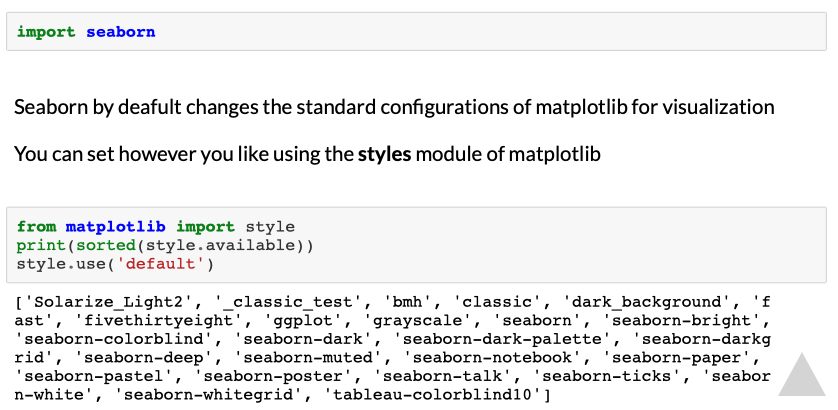 import seaborn
Seaborn by deafult changes the standard configurations of matplotlib for visualization
You can set however you like using the styles module of matplotlib
from matplotlib import style
print(sorted(style.available))
style.use('default')
['Solarize_Light2', '_classic_test', 'bmh', 'classic', 'dark_background', 'f
ast', 'fivethirtyeight', 'ggplot', 'grayscale', 'seaborn', 'seaborn-bright',
'seaborn-colorblind', 'seaborn-dark', 'seaborn-dark-palette', 'seaborn-darkg
rid', 'seaborn-deep', 'seaborn-muted', 'seaborn-notebook', 'seaborn-paper',
'seaborn-pastel', 'seaborn-poster', 'seaborn-talk', 'seaborn-ticks', 'seabor
n-white', 'seaborn-whitegrid', 'tableau-colorblind10']